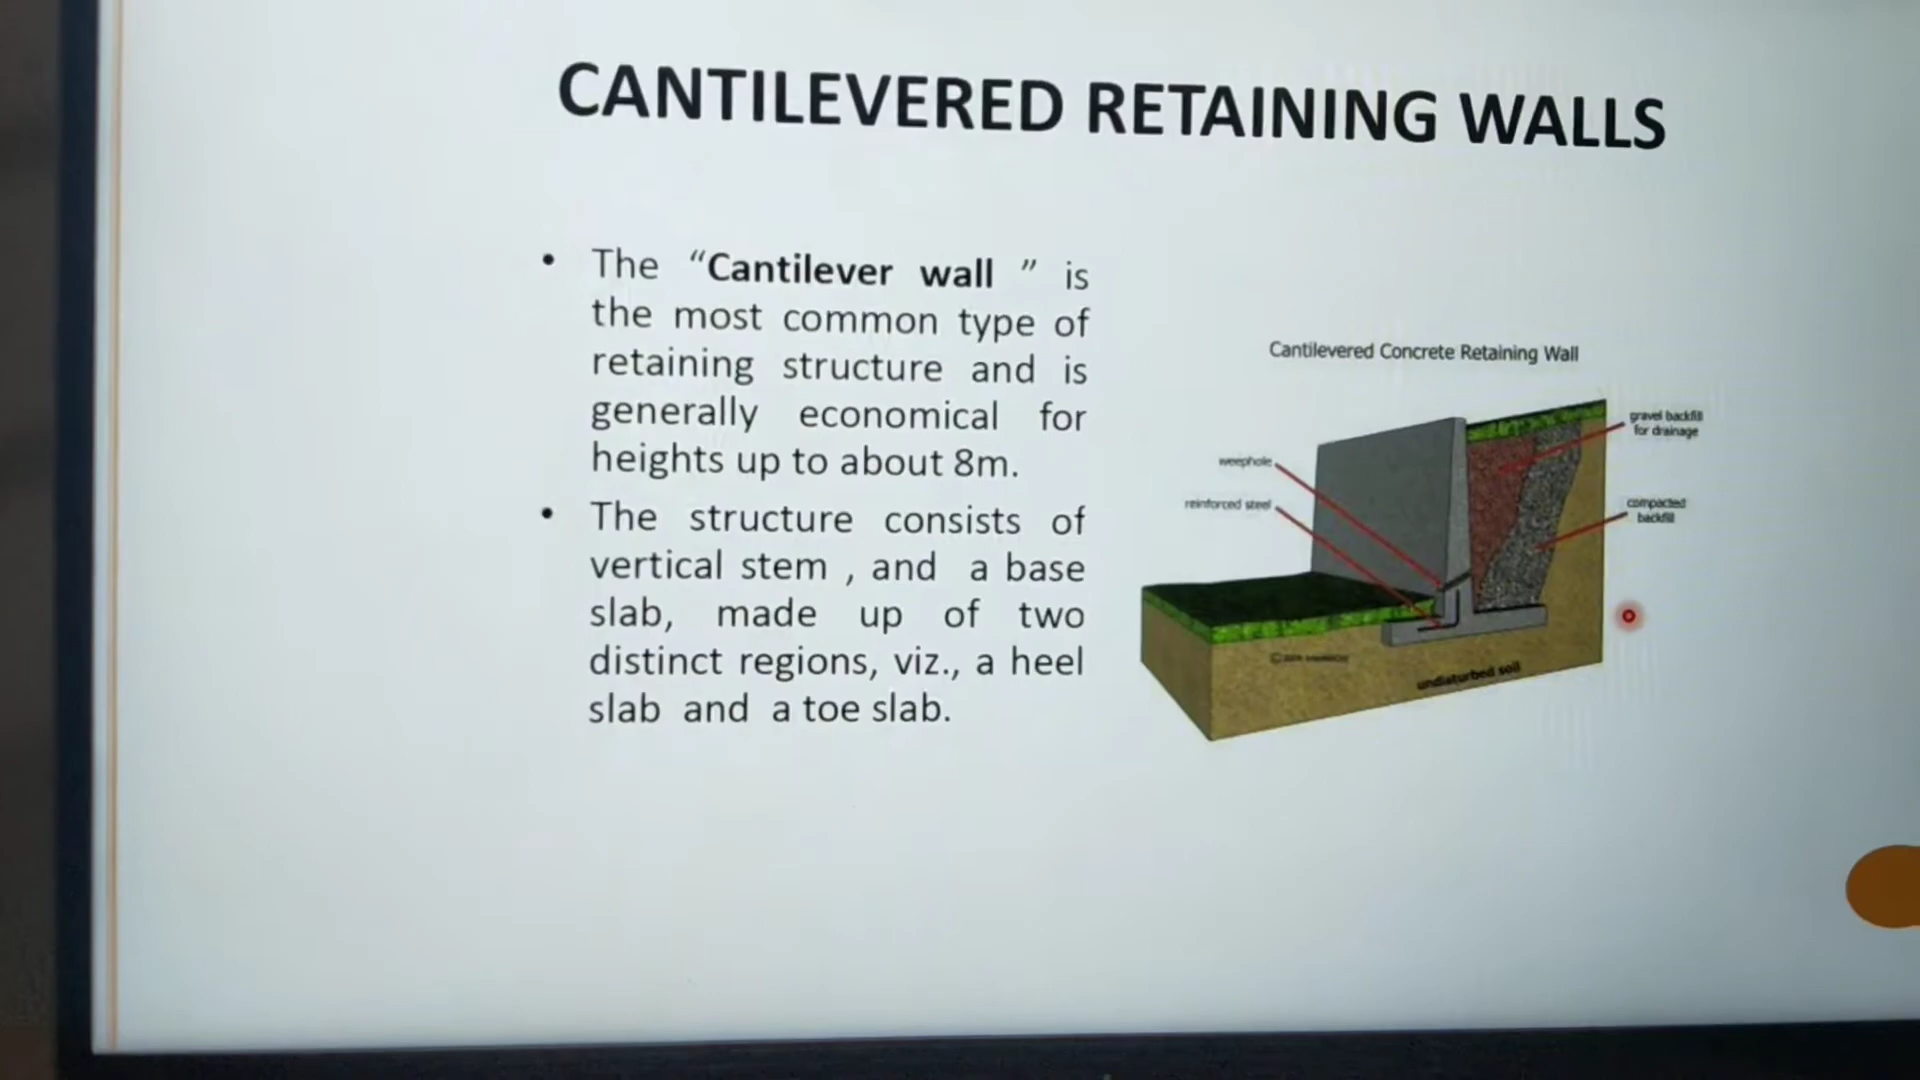 CANTILEVERED RETAINING WALLS
• The “Cantilever wall ” is
the most common type of
retaining structure and is
generally economical for
heights up to about 8m.
• The structure consists of
vertical stem , and a base
slab, made up of two
distinct regions, viz., a heel
slab and a toe slab.
Cantilevered Concrete Retaining Wall
gravel backfill
for drainage
weephole
reinforced steel
compacted
backfill
undisturbed soil